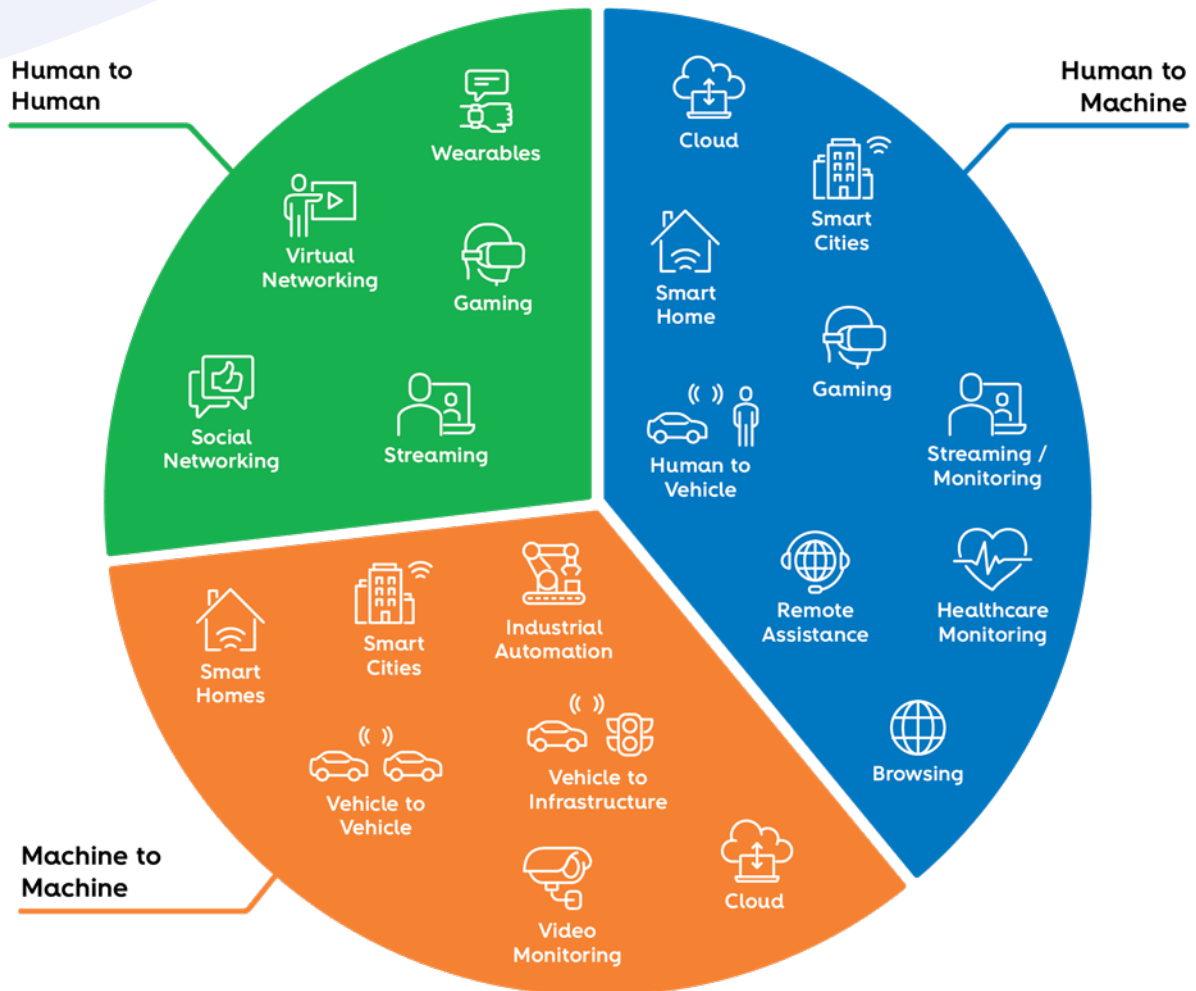 Human to
Human
Wearables
Virtual
Networking
Gaming
Social
Networking
Streaming
Human to
Machine
Cloud
Smart
Cities
Smart
Home
Gaming
Human to
Vehicle
Streaming /
Monitoring
Remote
Assistance
Healthcare
Monitoring
Browsing
Machine to
Machine
Smart
Homes
Smart
Cities
Industrial
Automation
Vehicle to
Vehicle
Vehicle to
Infrastructure
Video
Monitoring
Cloud